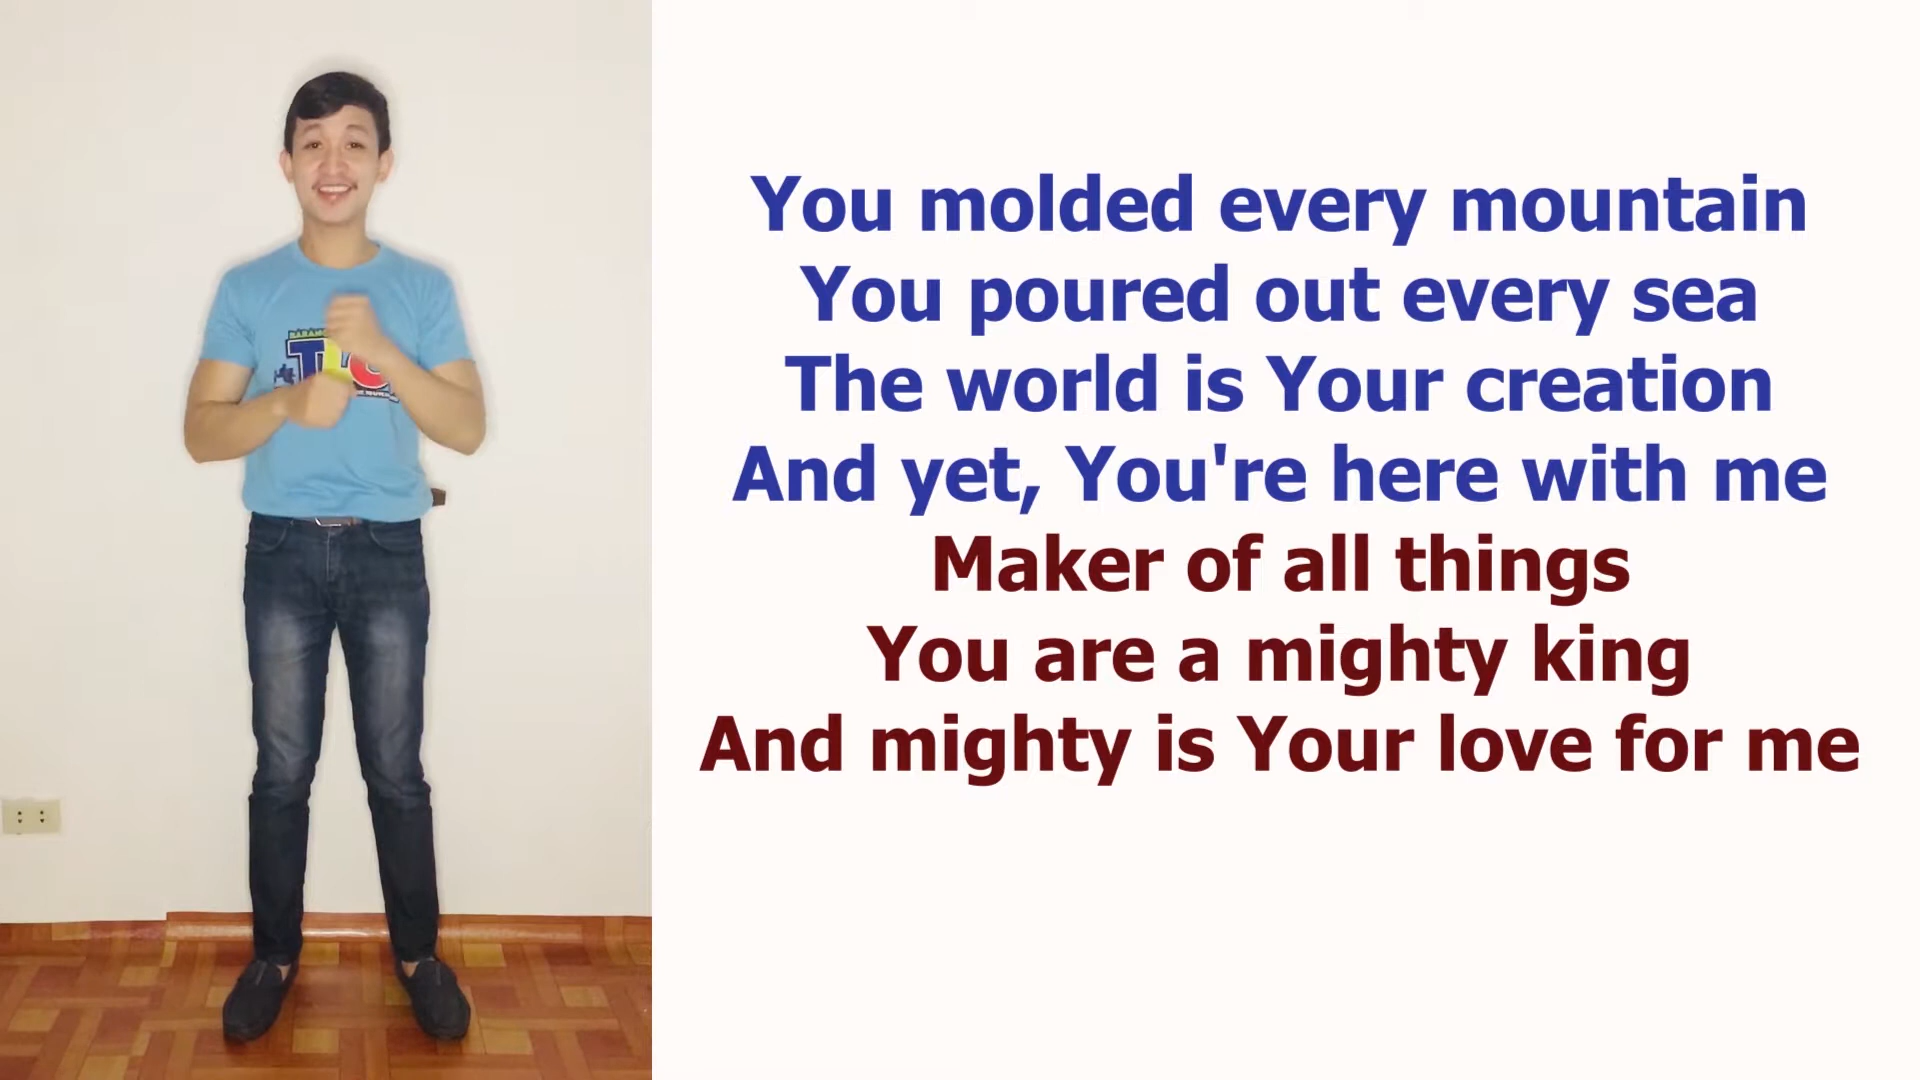 You molded every mountain
You poured out every sea
The world is Your creation
And yet, You're here with me
Maker of all things
You are a mighty king
And mighty is Your love for me